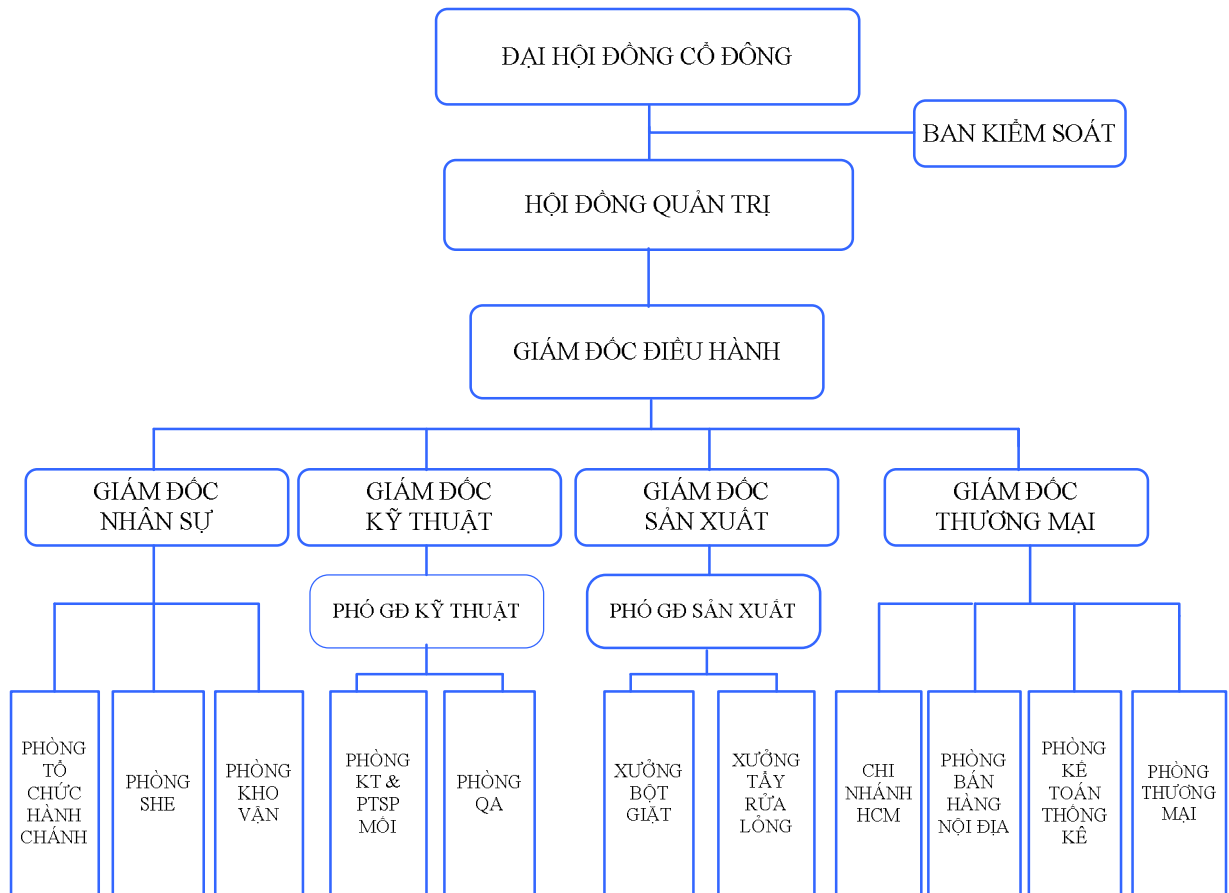 ĐẠI HỘI ĐỒNG CỔ ĐÔNG
BAN KIỂM SOÁT
HỘI ĐỒNG QUẢN TRỊ
GIÁM ĐỐC ĐIỀU HÀNH
GIÁM ĐỐC
NHÂN SỰ
GIÁM ĐỐC
KỸ THUẬT
GIÁM ĐỐC
SẢN XUẤT
GIÁM ĐỐC
THƯƠNG MẠI
PHÓ GĐ KỸ THUẬT
PHÓ GĐ SẢN XUẤT
PHÒNG
TỔ
CHỨC
HÀNH
CHÁNH
PHÒNG
SHE
PHÒNG
KHO
VẬN
PHÒNG
KT &
PTSP
MỚI
PHÒNG
QA
XƯỞNG
BỘT
GIẶT
XƯỞNG
TẨY
RỬA
LỎNG
CHI
NHÁNH
HCM
PHÒNG
BÁN
HÀNG
NỘI ĐỊA
PHÒNG
KẾ
TOÁN
THỐNG
KÊ
PHÒNG
THƯƠNG
MẠI